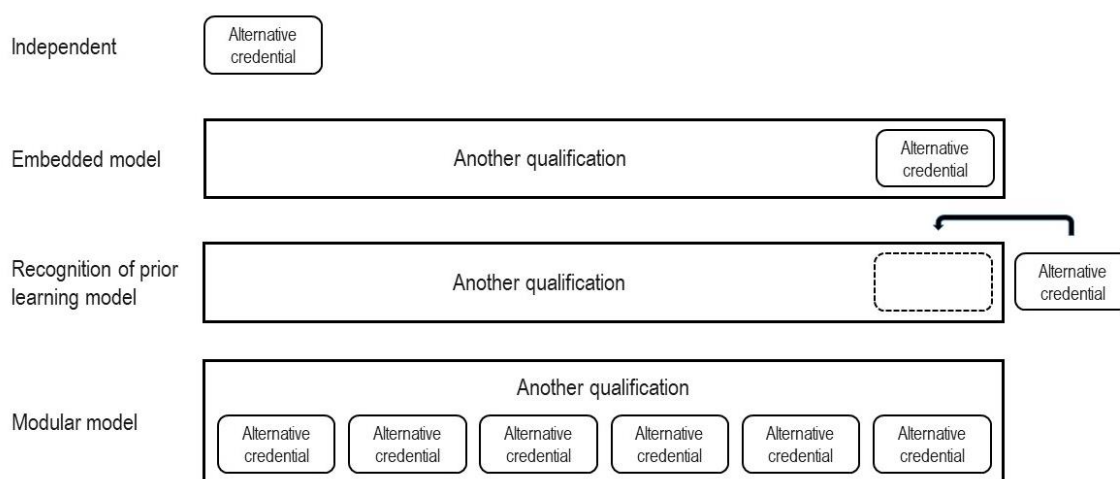 Independent
Alternative
credential
Embedded model
Another qualification
Alternative
credential
Recognition of prior
learning model
Another qualification
Alternative
credential
Modular model
Another qualification
Alternative
credential
Alternative
credential
Alternative
credential
Alternative
credential
Alternative
credential
Alternative
credential